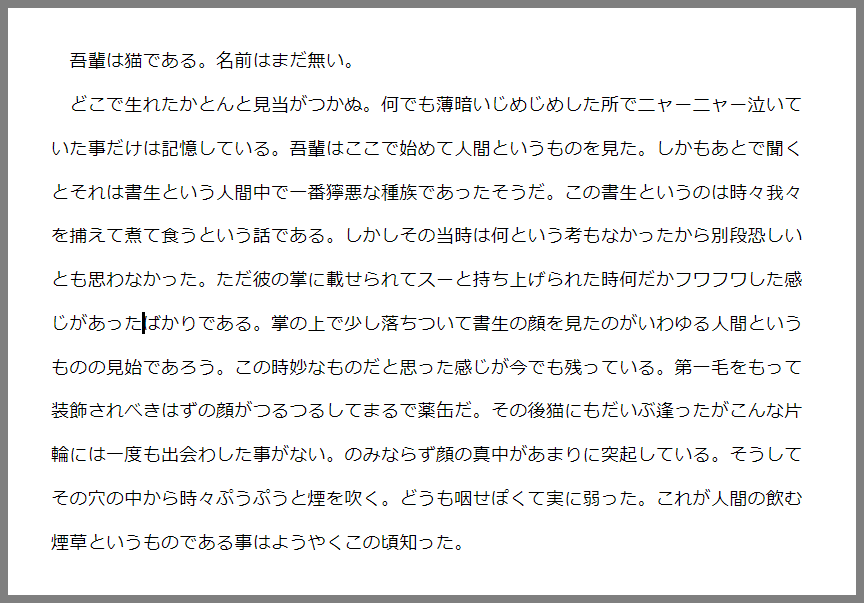 吾輩は猫である。名前はまだ無い。
　どこで生れたかとんと見当がつかぬ。何でも薄暗いじめじめした所でニャーニャー泣いて
いた事だけは記憶している。吾輩はここで始めて人間というものを見た。しかもあとで聞く
とそれは書生という人間中で一番獰悪な種族であったそうだ。この書生というのは時々我々
を捕えて煮て食うという話である。しかしその当時は何という考もなかったから別段恐しい
とも思わなかった。ただ彼の掌に載せられてスーと持ち上げられた時何だかフワフワした感
じがあったばかりである。掌の上で少し落ちついて書生の顔を見たのがいわゆる人間という
ものの見始であろう。この時妙なものだと思った感じが今でも残っている。第一毛をもって
装飾されべきはずの顔がつるつるしてまるで薬缶だ。その後猫にもだいぶ逢ったがこんな片
輪には一度も出会わした事がない。のみならず顔の真中があまりに突起している。そうして
その穴の中から時々ぷうぷうと煙を吹く。どうも咽せぽくて実に弱った。これが人間の飲む
煙草というものである事はようやくこの頃知った。